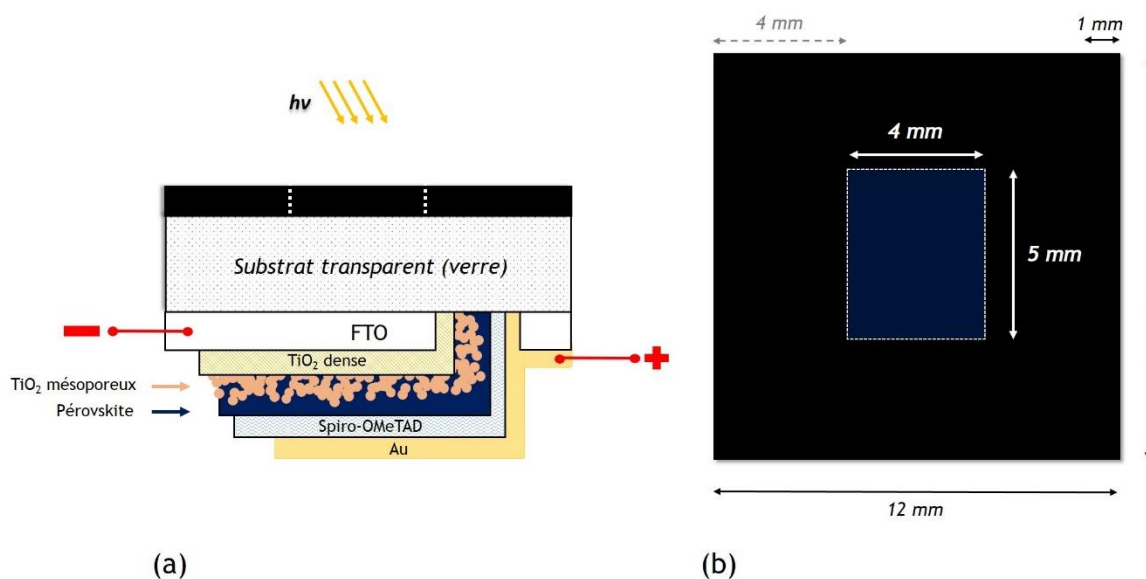 hν
Substrat transparent (verre)
FTO
TiO₂ dense
TiO₂ mésoporeux
Pérovskite
Spiro-OMeTAD
Au
(a)
4 mm
1 mm
4 mm
5 mm
12 mm
(b)